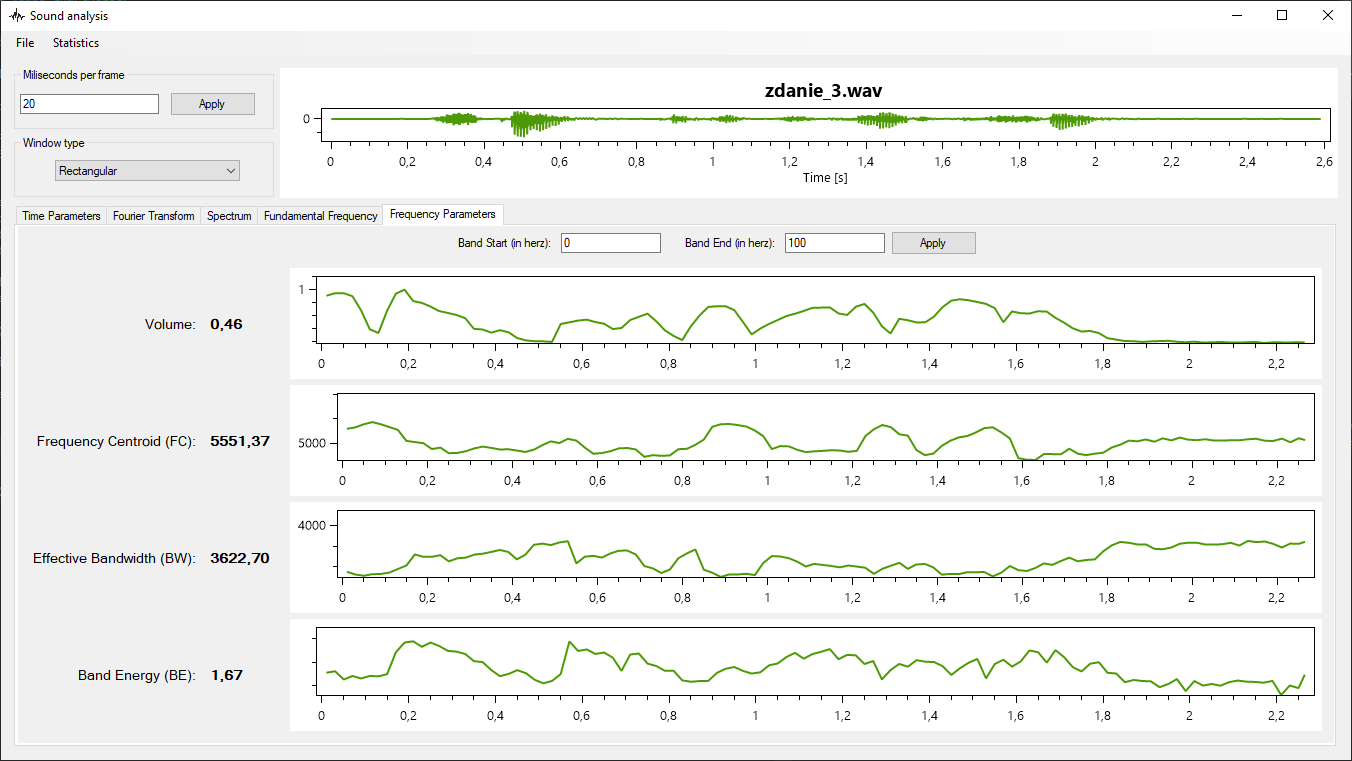 Sound analysis
File Statistics
Miliseconds per frame
20 Apply
Window type
Rectangular
zdanie_3.wav
0
0 0,2 0,4 0,6 0,8 1 1,2 1,4 1,6 1,8 2 2,2 2,4 2,6
Time [s]
Time Parameters Fourier Transform Spectrum Fundamental Frequency Frequency Parameters
Band Start (in herz): 0 Band End (in herz): 100 Apply
Volume: 0,46
1
0 0,2 0,4 0,6 0,8 1 1,2 1,4 1,6 1,8 2 2,2
Frequency Centroid (FC): 5551,37
5000
0 0,2 0,4 0,6 0,8 1 1,2 1,4 1,6 1,8 2 2,2
Effective Bandwidth (BW): 3622,70
4000
0 0,2 0,4 0,6 0,8 1 1,2 1,4 1,6 1,8 2 2,2
Band Energy (BE): 1,67
0 0,2 0,4 0,6 0,8 1 1,2 1,4 1,6 1,8 2 2,2